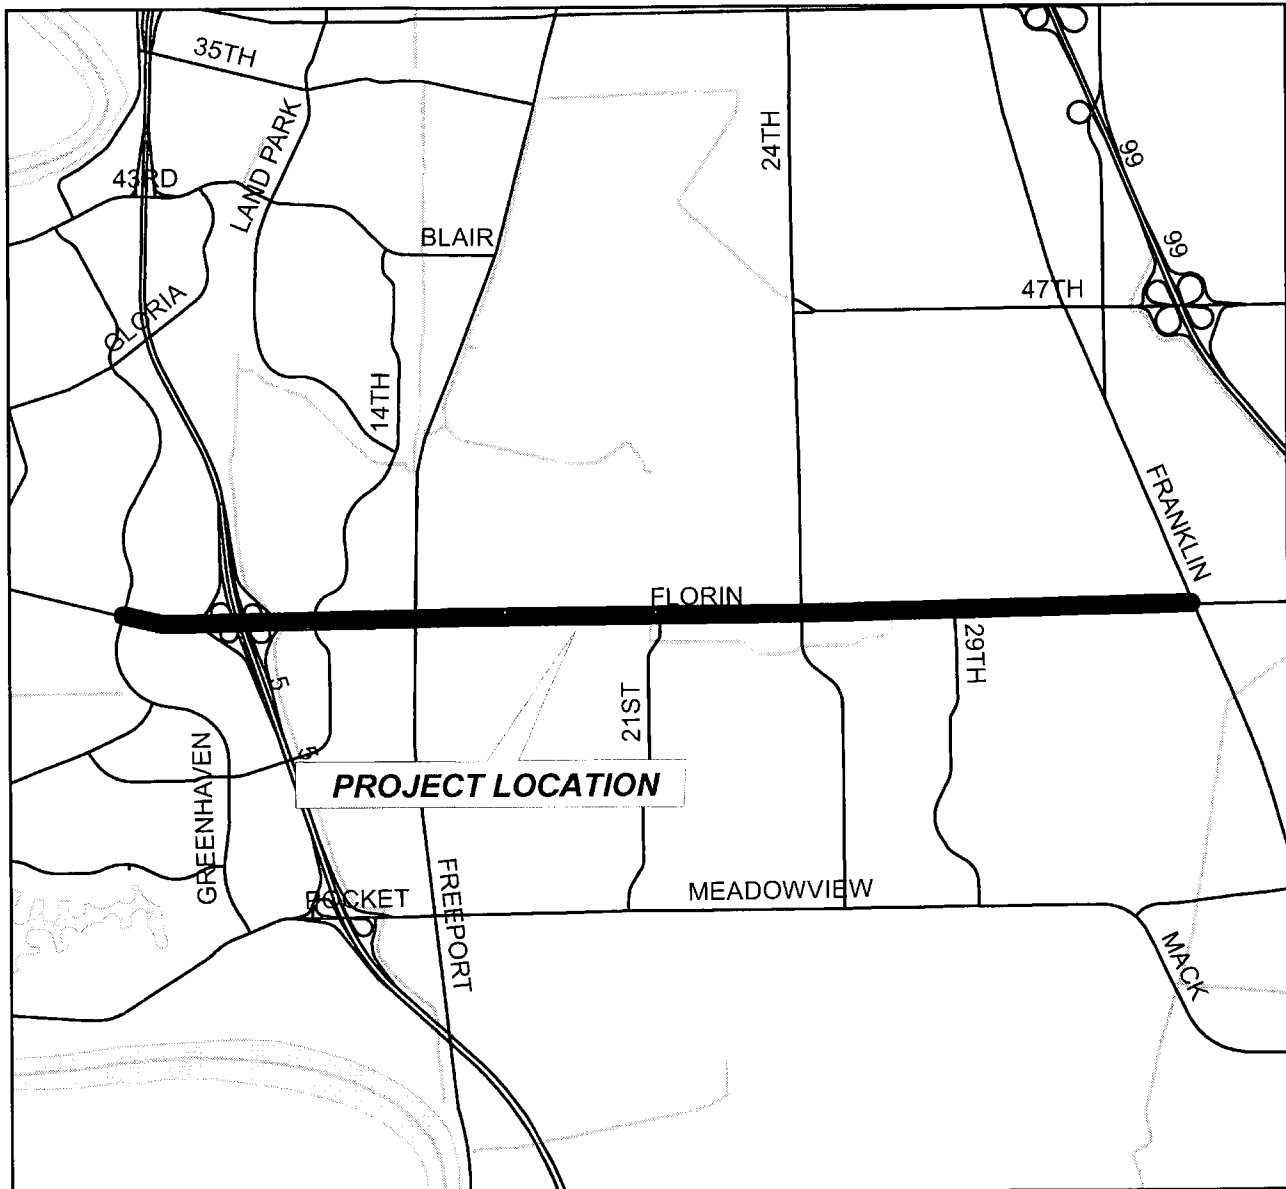 35TH
LAND PARK
24TH
99
43RD
BLAIR
99
47TH
GLORIA
14TH
FRANKLIN
FLORIN
29TH
5
21ST
5
GREENHAVEN
PROJECT LOCATION
FREEPORT
POCKET
MEADOWVIEW
MACK